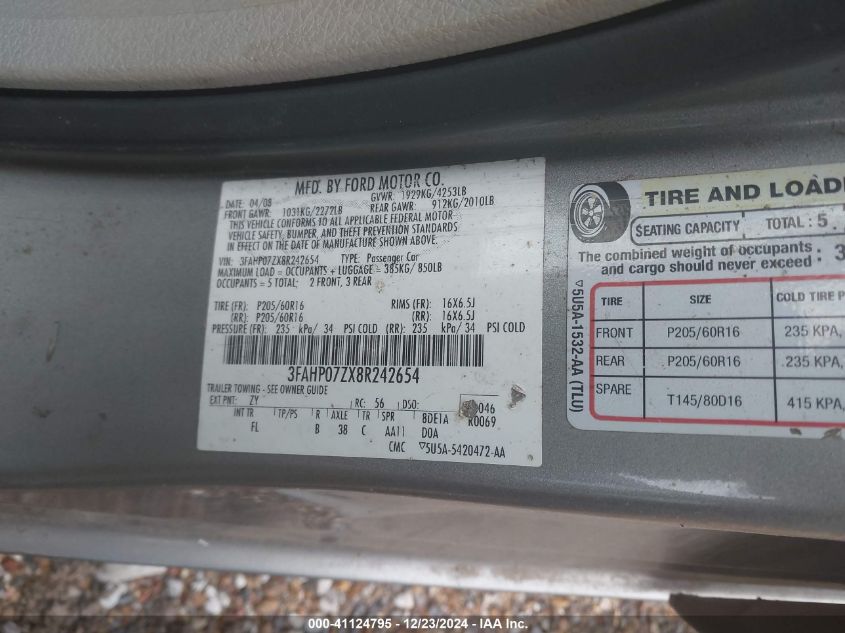 MFD. BY FORD MOTOR CO.
DATE: 04/08 GVWR: 1929KG/4253LB
FRONT GAWR: 1031KG/2272LB REAR GAWR: 912KG/2010LB
THIS VEHICLE CONFORMS TO ALL APPLICABLE FEDERAL MOTOR
VEHICLE SAFETY, BUMPER, AND THEFT PREVENTION STANDARDS
IN EFFECT ON THE DATE OF MANUFACTURE SHOWN ABOVE.
VIN: 3FAHP07ZX8R242654 TYPE: Passenger Car
MAXIMUM LOAD = OCCUPANTS + LUGGAGE = 385KG/ 850LB
OCCUPANTS = 5 TOTAL: 2 FRONT, 3 REAR
TIRE (FR): P205/60R16 RIMS (FR): 16X6.5J
(RR): P205/60R16 (RR): 16X6.5J
PRESSURE (FR): 235 kPa/ 34 PSI COLD (RR): 235 kPa/34 PSI COLD
3FAHP07ZX8R242654
TRAILER TOWING - SEE OWNER GUIDE
EXT PNT: ZY RC: 56 DSO: 0046
INT TR TP/PS R AXLE TR SPR BDE1A K0069
FL B 38 C AA11 DOA
CMC ▽5U5A-5420472-AA
▽5U5A-1532-AA (TLU)
TIRE AND LOADI
SEATING CAPACITY TOTAL: 5
The combined weight of occupants
and cargo should never exceed : 3
TIRE SIZE COLD TIRE P
FRONT P205/60R16 235 KPA,
REAR P205/60R16 235 KPA,
SPARE T145/80D16 415 KPA,
000-41124795 - 12/23/2024 - IAA Inc.